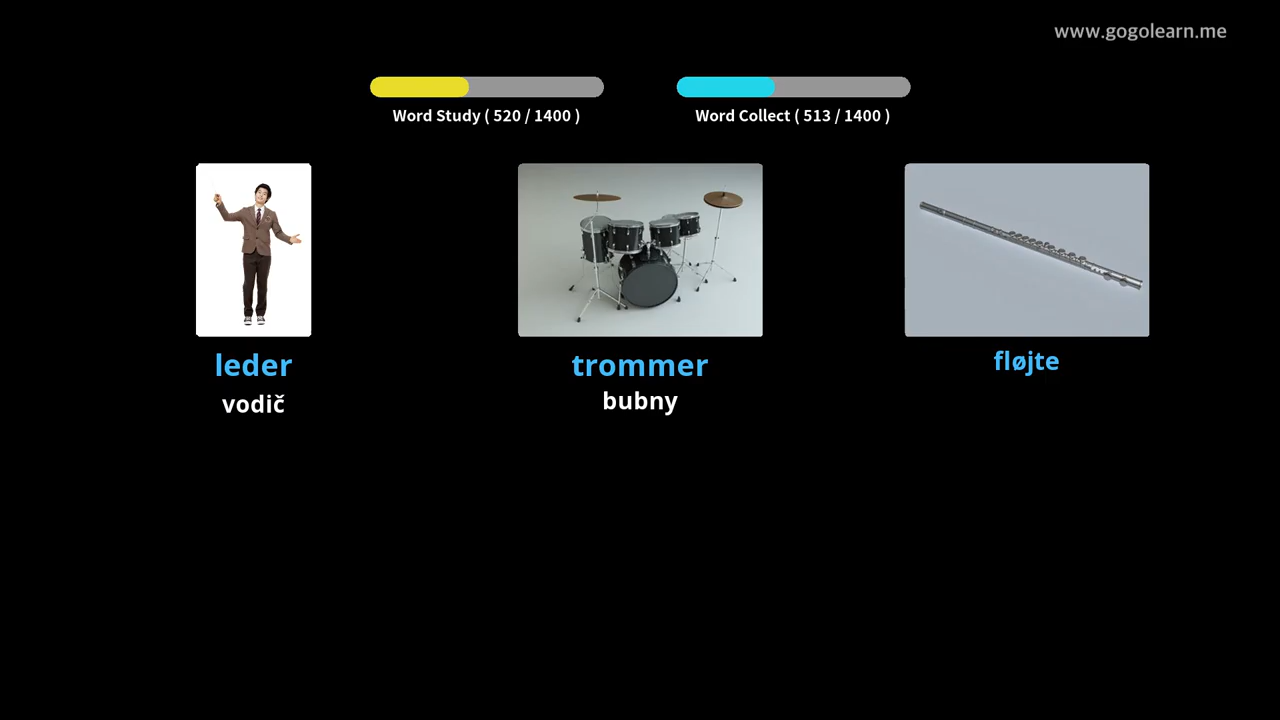 www.gogolearn.me
Word Study ( 520 / 1400 )
Word Collect ( 513 / 1400 )
leder
vodič
trommer
bubny
fløjte